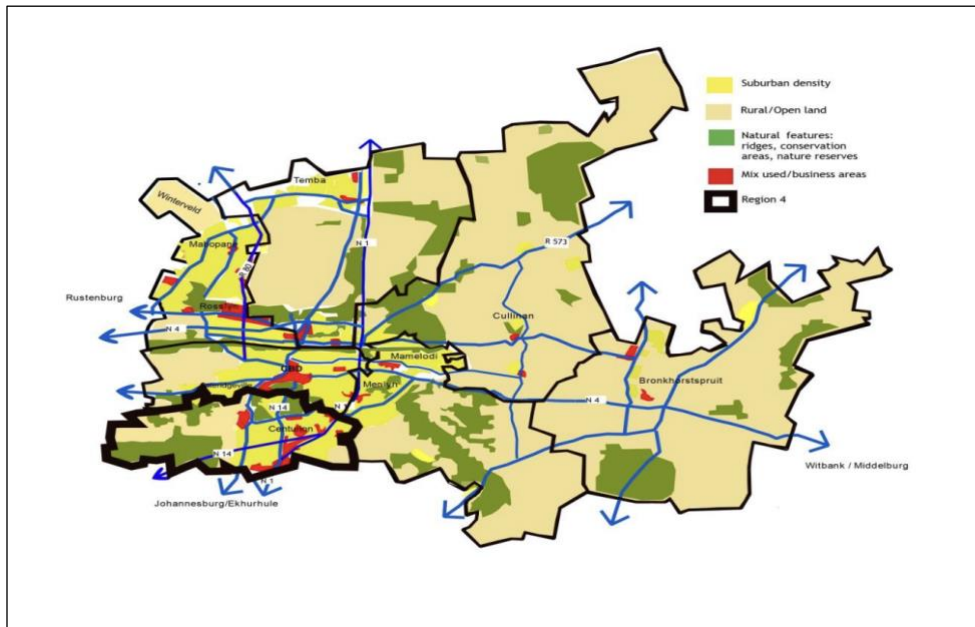 Suburban density
Rural/Open land
Natural features:
ridges, conservation
areas, nature reserves
Mix used/business areas
Region 4
Temba
Winterveld
Mabopane
N 1
R 573
Rustenburg
N 4
Cullinan
Mamelodi
CBD
Menlyn
Bronkhorstspruit
N 4
N 14
N 1
Centurion
N 14
N 1
Witbank / Middelburg
Johannesburg/Ekhurhule